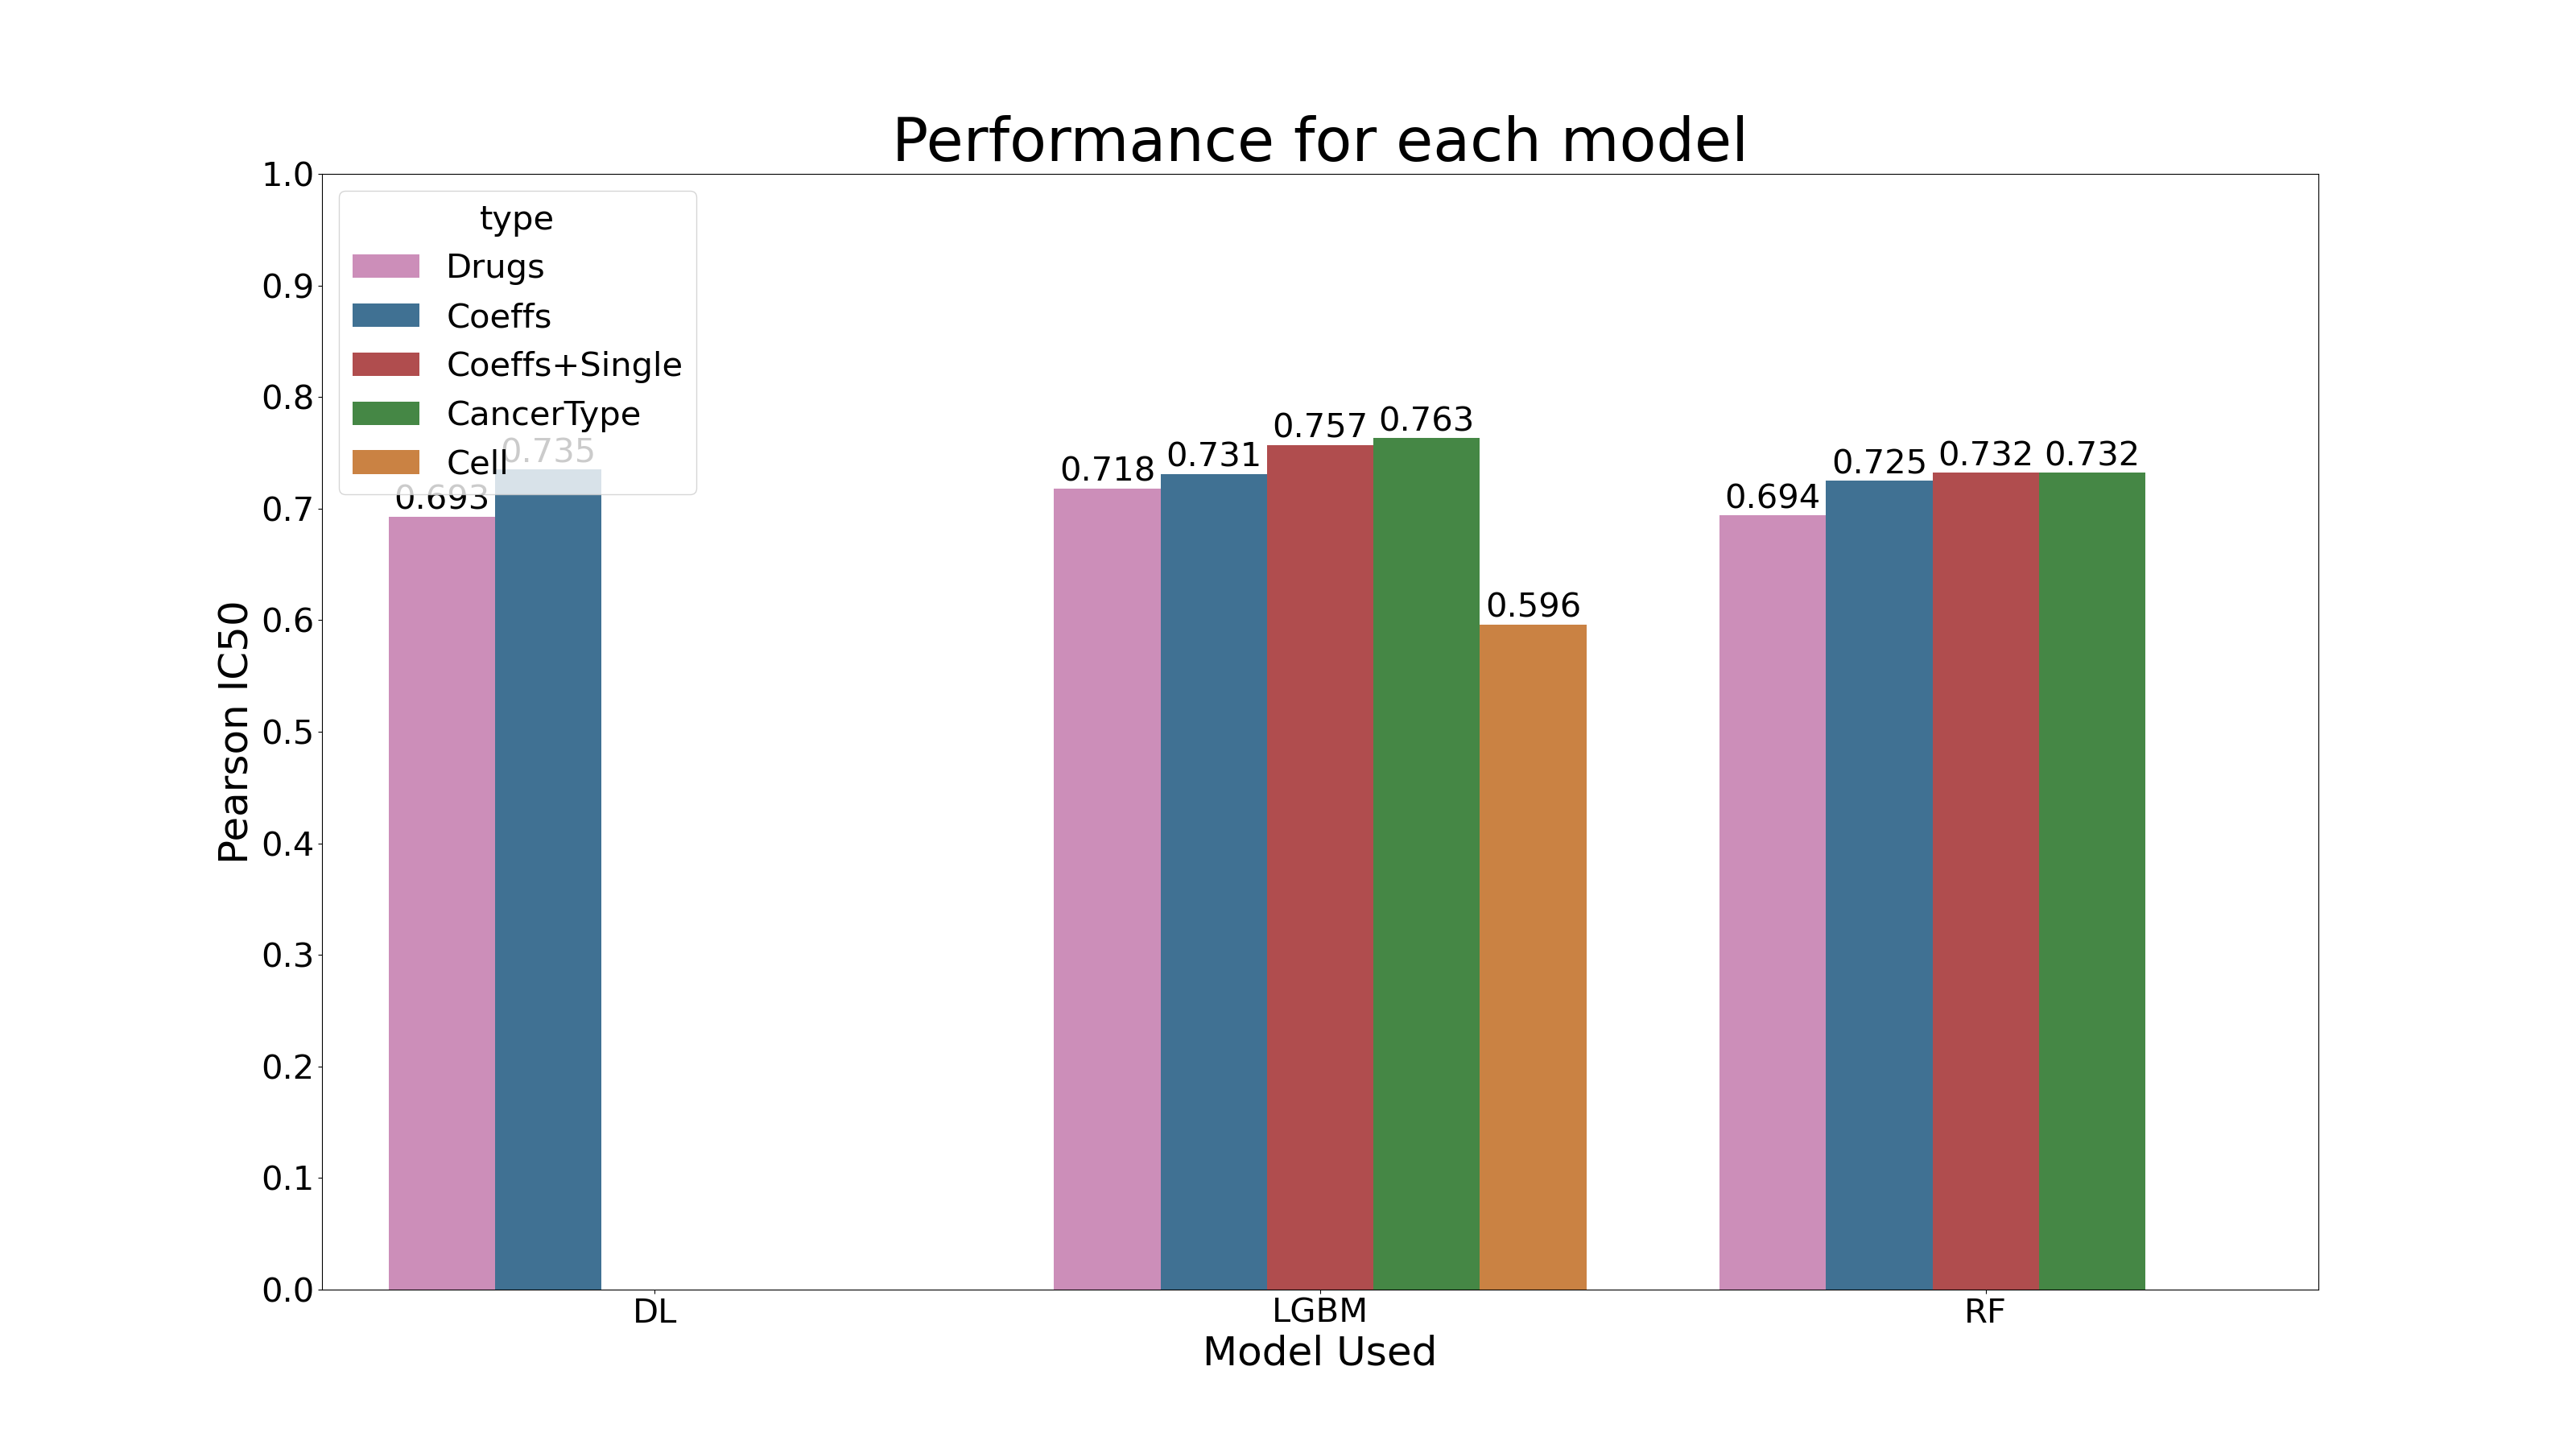 Performance for each model
1.0
0.9
0.8
0.7
0.6
0.5
0.4
0.3
0.2
0.1
0.0
Pearson IC50
type
Drugs
Coeffs
Coeffs+Single
CancerType
Cell
0.693
0.735
0.718
0.731
0.757
0.763
0.596
0.694
0.725
0.732
0.732
DL
LGBM
RF
Model Used